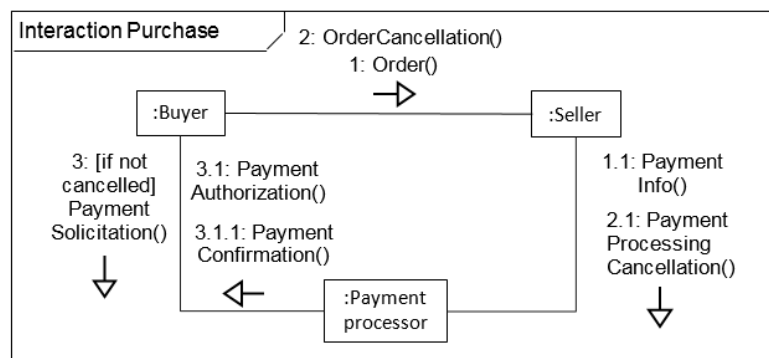 Interaction Purchase
2: OrderCancellation()
1: Order()
:Buyer
:Seller
3: [if not
cancelled]
Payment
Solicitation()
3.1: Payment
Authorization()
3.1.1: Payment
Confirmation()
1.1: Payment
Info()
2.1: Payment
Processing
Cancellation()
:Payment
processor